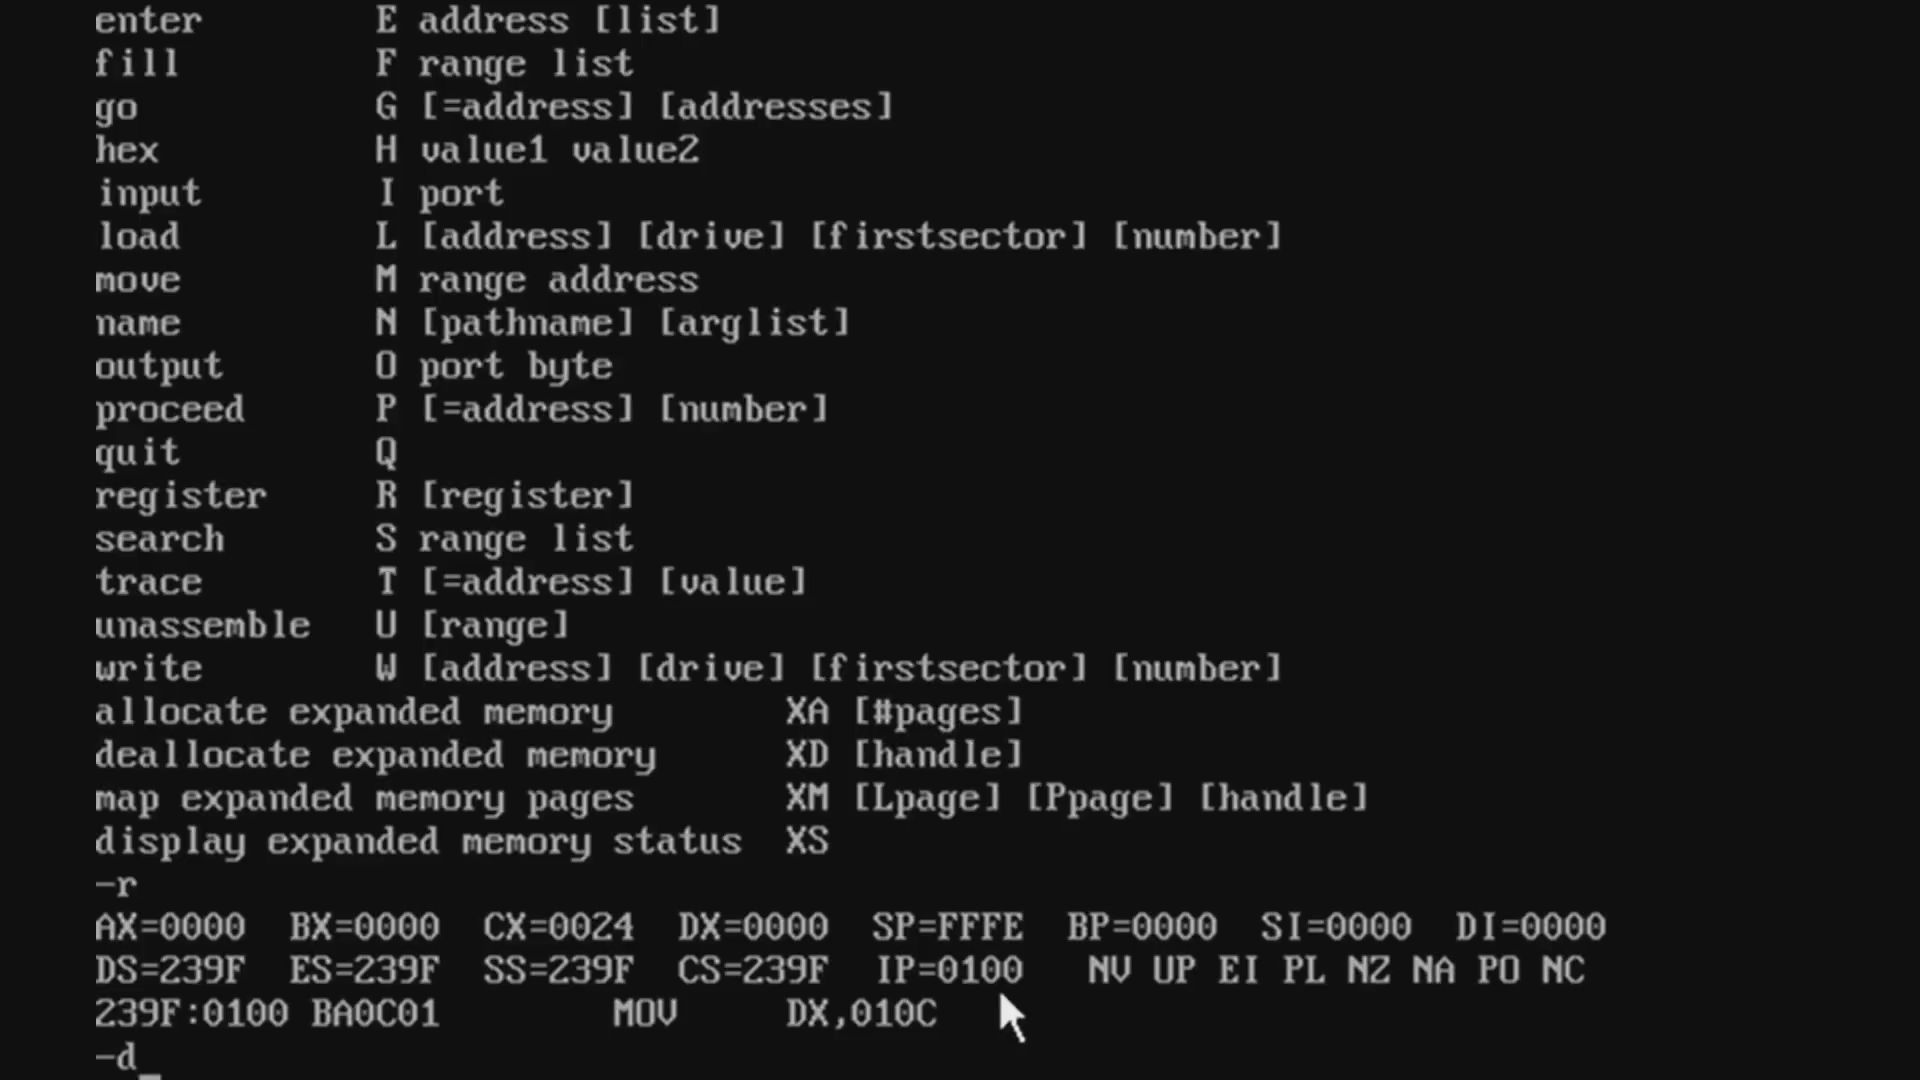 enter        E address [list]
fill         F range list
go           G [=address] [addresses]
hex          H value1 value2
input        I port
load         L [address] [drive] [firstsector] [number]
move         M range address
name         N [pathname] [arglist]
output       O port byte
proceed      P [=address] [number]
quit         Q
register     R [register]
search       S range list
trace        T [=address] [value]
unassemble   U [range]
write        W [address] [drive] [firstsector] [number]
allocate expanded memory        XA [#pages]
deallocate expanded memory      XD [handle]
map expanded memory pages       XM [Lpage] [Ppage] [handle]
display expanded memory status  XS
-r
AX=0000  BX=0000  CX=0024  DX=0000  SP=FFFE  BP=0000  SI=0000  DI=0000
DS=239F  ES=239F  SS=239F  CS=239F  IP=0100   NV UP EI PL NZ NA PO NC
239F:0100 BA0C01        MOV     DX,010C
-d_